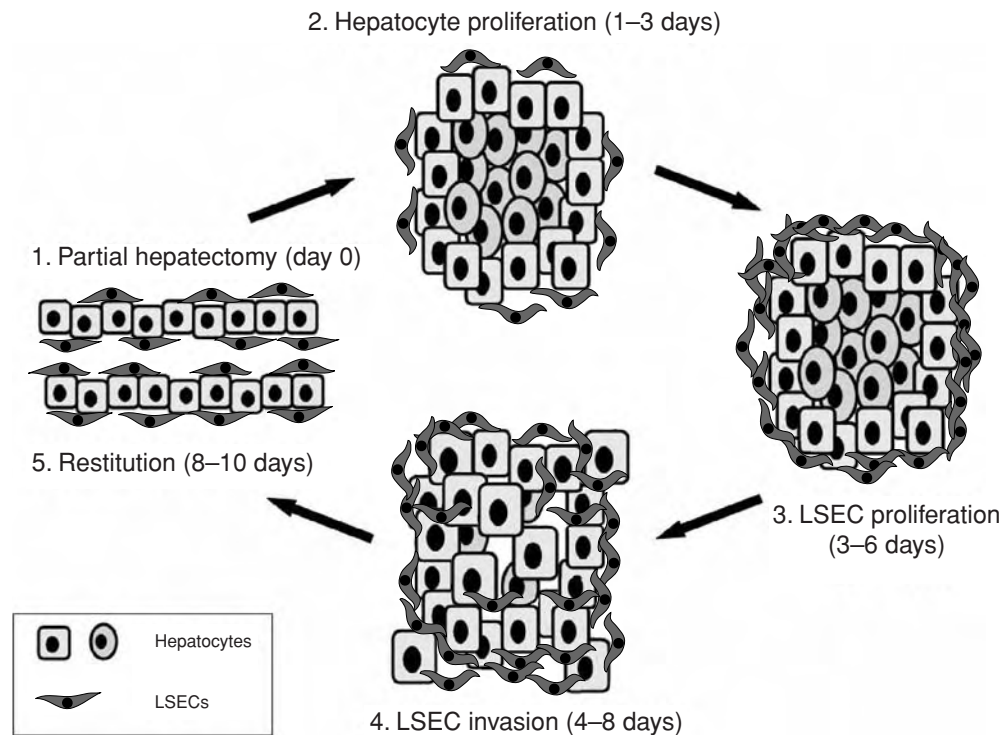 2. Hepatocyte proliferation (1–3 days)
1. Partial hepatectomy (day 0)
5. Restitution (8–10 days)
3. LSEC proliferation
(3–6 days)
4. LSEC invasion (4–8 days)
Hepatocytes
LSECs